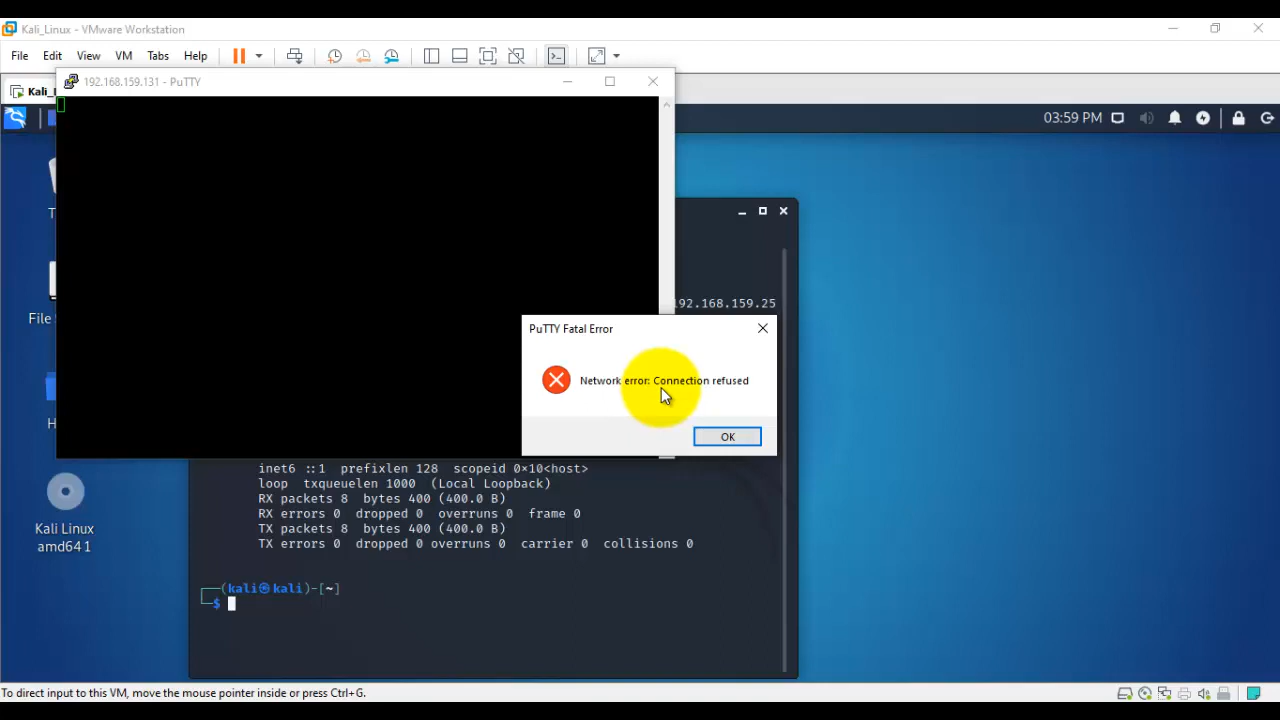 Kali_Linux - VMware Workstation
File Edit View VM Tabs Help
192.168.159.131 - PuTTY
03:59 PM
192.168.159.25
PuTTY Fatal Error
Network error: Connection refused
OK
inet6 ::1 prefixlen 128 scopeid 0×10<host>
loop txqueuelen 1000 (Local Loopback)
RX packets 8 bytes 400 (400.0 B)
RX errors 0 dropped 0 overruns 0 frame 0
TX packets 8 bytes 400 (400.0 B)
TX errors 0 dropped 0 overruns 0 carrier 0 collisions 0
(kali㉿kali)-[~]
$
File
Kali Linux
amd64 1
To direct input to this VM, move the mouse pointer inside or press Ctrl+G.